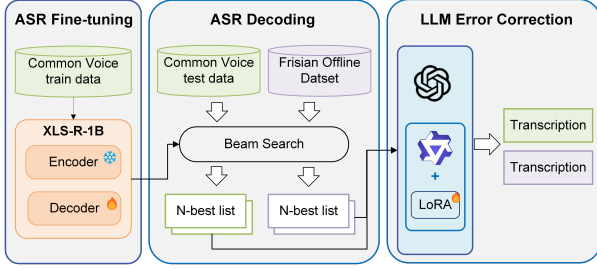 ASR Fine-tuning
Common Voice
train data
XLS-R-1B
Encoder
Decoder
ASR Decoding
Common Voice
test data
Frisian Offline
Datset
Beam Search
N-best list
N-best list
LLM Error Correction
+
LoRA
Transcription
Transcription